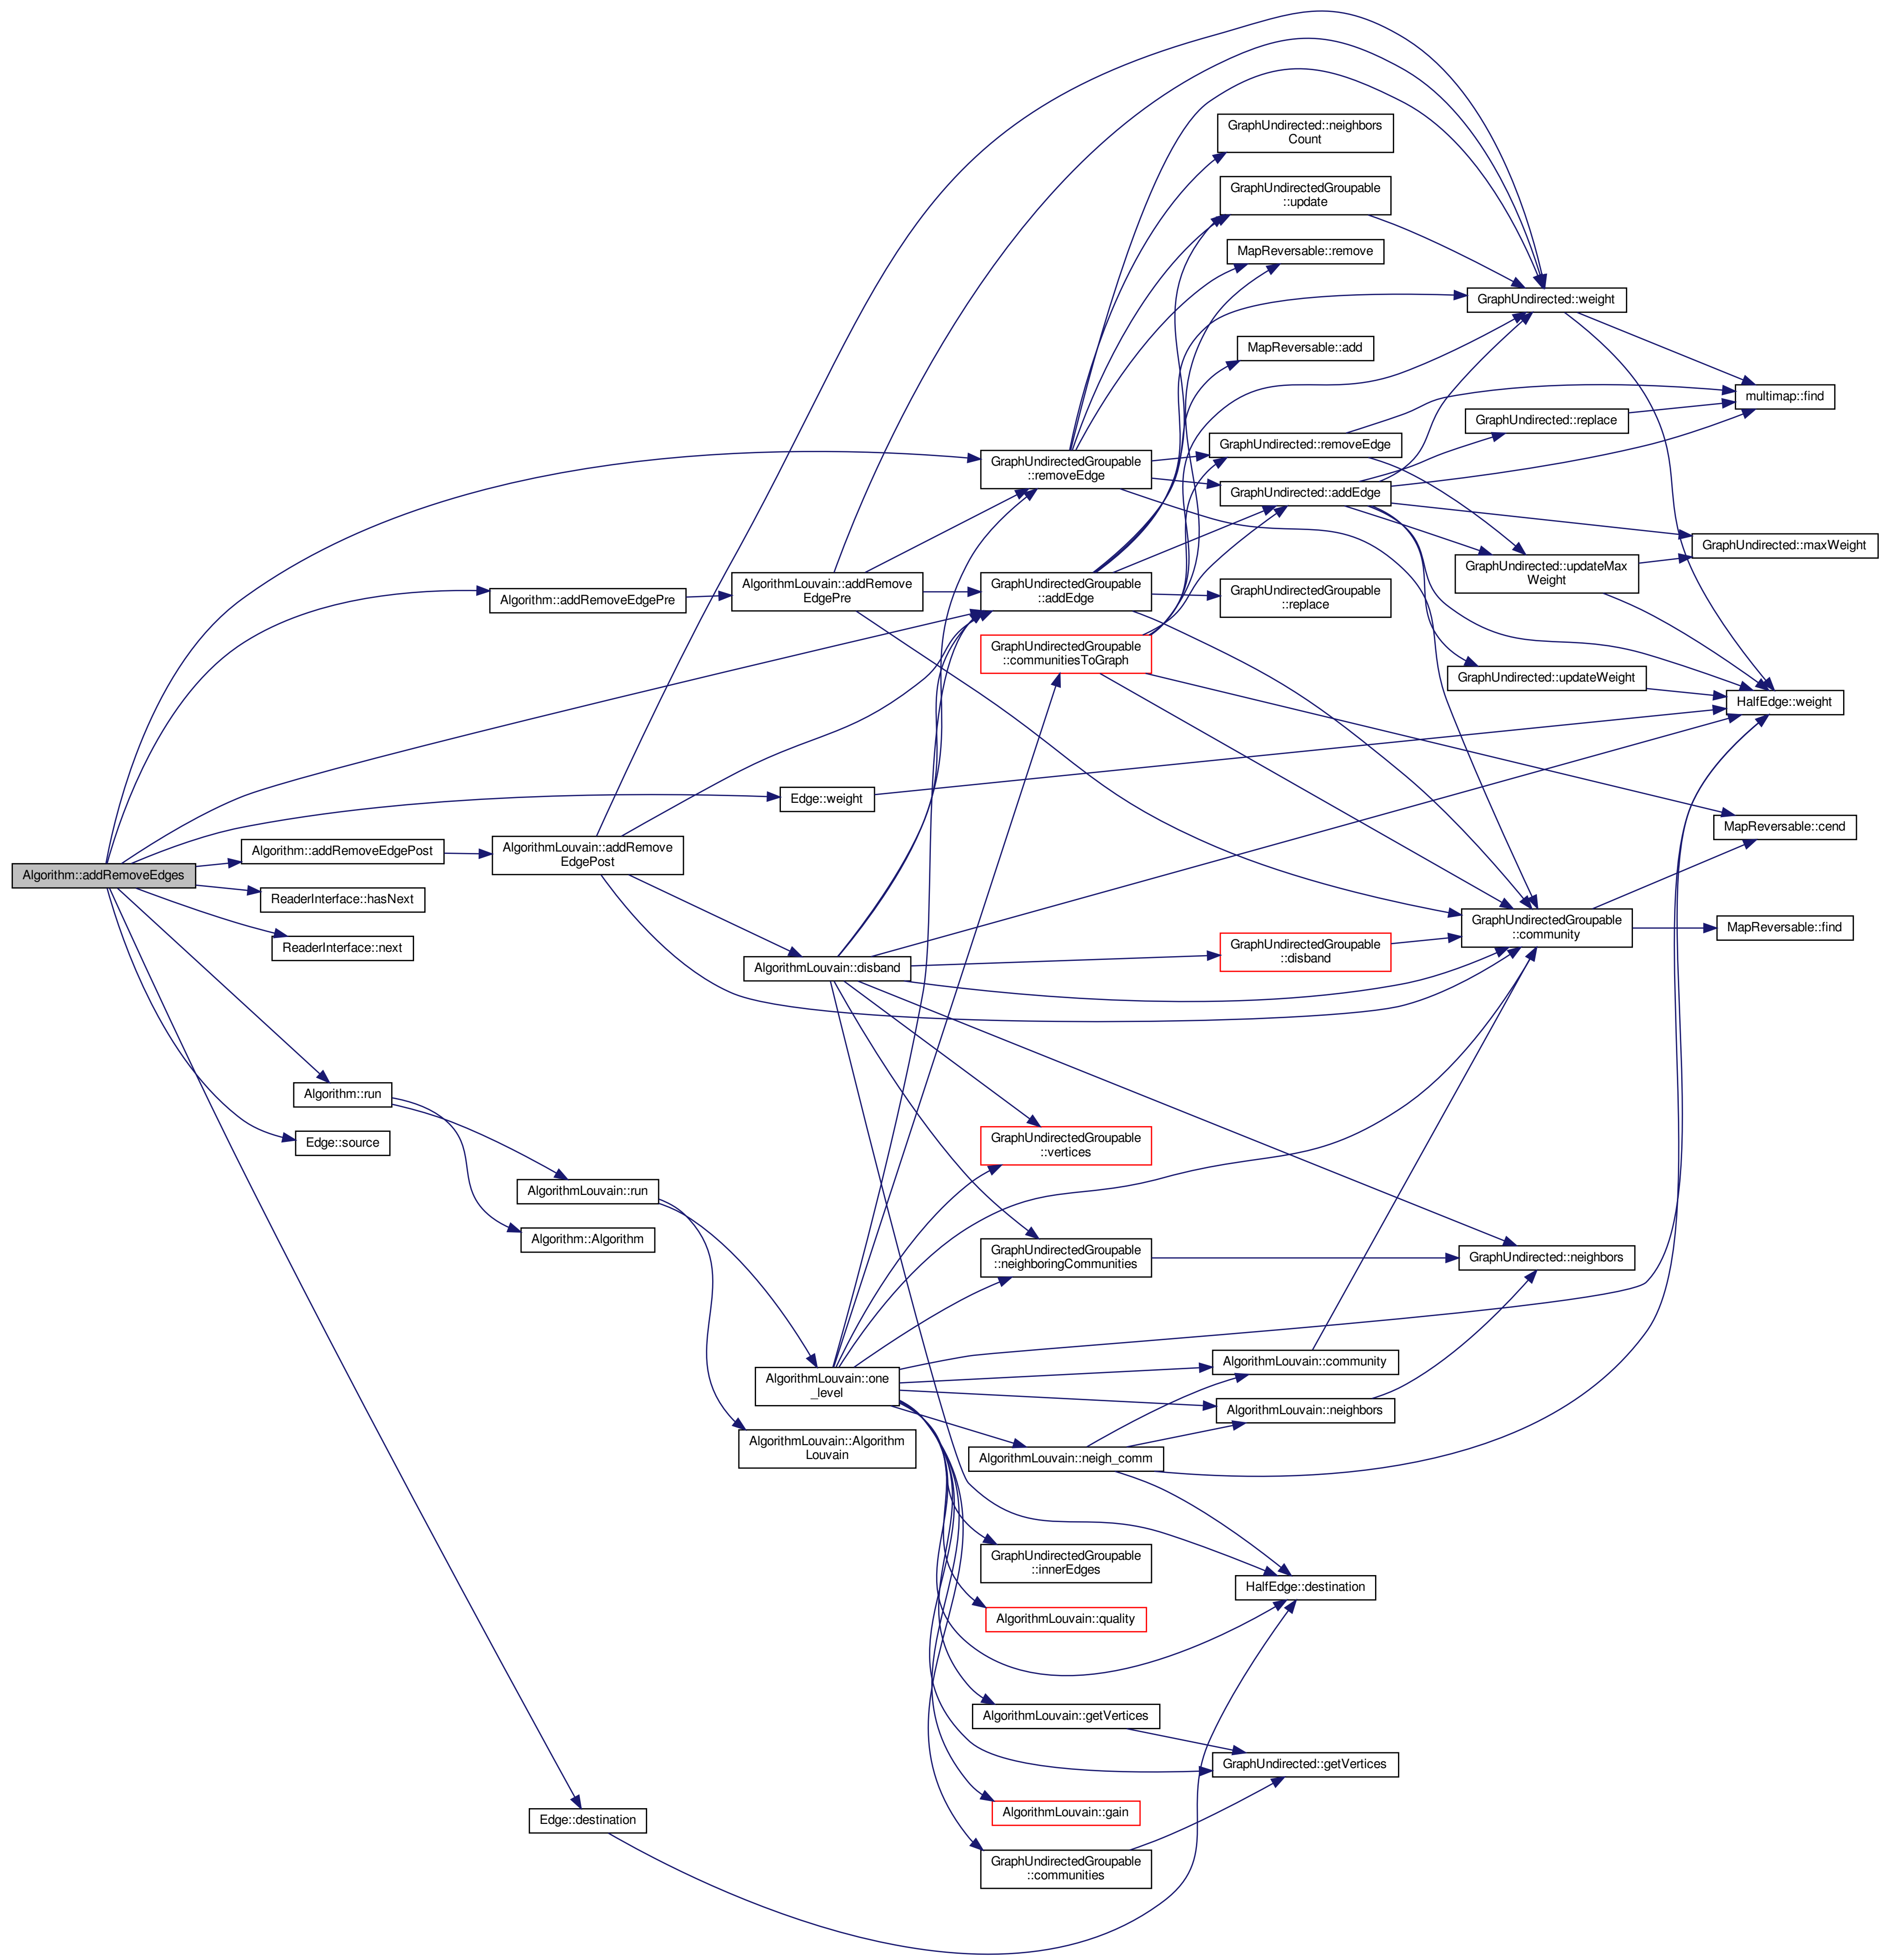 GraphUndirected::neighbors
Count
GraphUndirectedGroupable
::update
MapReversable::remove
GraphUndirected::weight
MapReversable::add
multimap::find
GraphUndirected::replace
GraphUndirected::removeEdge
GraphUndirectedGroupable
::removeEdge
GraphUndirected::addEdge
GraphUndirected::maxWeight
GraphUndirected::updateMax
Weight
AlgorithmLouvain::addRemove
EdgePre
GraphUndirectedGroupable
::addEdge
Algorithm::addRemoveEdgePre
GraphUndirectedGroupable
::replace
GraphUndirectedGroupable
::communitiesToGraph
GraphUndirected::updateWeight
HalfEdge::weight
Edge::weight
MapReversable::cend
Algorithm::addRemoveEdgePost
AlgorithmLouvain::addRemove
EdgePost
Algorithm::addRemoveEdges
ReaderInterface::hasNext
GraphUndirectedGroupable
::community
MapReversable::find
ReaderInterface::next
GraphUndirectedGroupable
::disband
AlgorithmLouvain::disband
Algorithm::run
Edge::source
GraphUndirectedGroupable
::vertices
AlgorithmLouvain::run
Algorithm::Algorithm
GraphUndirectedGroupable
::neighboringCommunities
GraphUndirected::neighbors
AlgorithmLouvain::community
AlgorithmLouvain::one
_level
AlgorithmLouvain::neighbors
AlgorithmLouvain::Algorithm
Louvain
AlgorithmLouvain::neigh_comm
GraphUndirectedGroupable
::innerEdges
HalfEdge::destination
AlgorithmLouvain::quality
AlgorithmLouvain::getVertices
GraphUndirected::getVertices
AlgorithmLouvain::gain
Edge::destination
GraphUndirectedGroupable
::communities